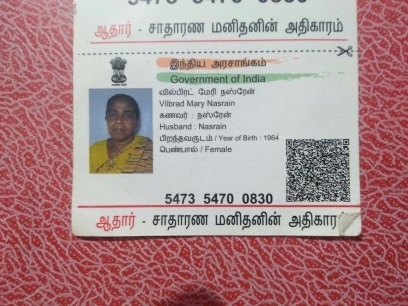 ஆதார் - சாதாரண மனிதனின் அதிகாரம்
இந்திய அரசாங்கம்
Government of India
வில்பிரட் மேரி நஸ்ரேன்
Vilbrad Mary Nasrain
கணவர் : நஸ்ரேன்
Husband : Nasrain
பிறந்தவருடம் / Year of Birth : 1964
பெண்பால் / Female
5473 5470 0830
ஆதார் - சாதாரண மனிதனின் அதிகாரம்